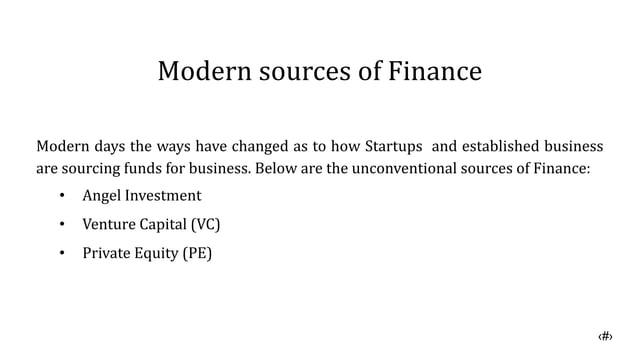 Modern sources of Finance
Modern days the ways have changed as to how Startups and established business
are sourcing funds for business. Below are the unconventional sources of Finance:
• Angel Investment
• Venture Capital (VC)
• Private Equity (PE)
‹#›